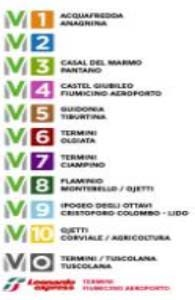 M 1 ACQUAFREDDA
ANAGNINA
M 2
M 3 CASAL DEL MARMO
PANTANO
M 4 CASTEL GIUBILEO
FIUMICINO AEROPORTO
M 5 GUIDONIA
TIBURTINA
M 6 TERMINI
OLGIATA
M 7 TERMINI
CIAMPINO
M 8 FLAMINIO
MONTEBELLO / OJETTI
M 9 IPOGEO DEGLI OTTAVI
CRISTOFORO COLOMBO - LIDO
M 10 OJETTI
CORVIALE / AGRICOLTURA
M O TERMINI / TUSCOLANA
TUSCOLANA
Leonardo express TERMINI
FIUMICINO AEROPORTO